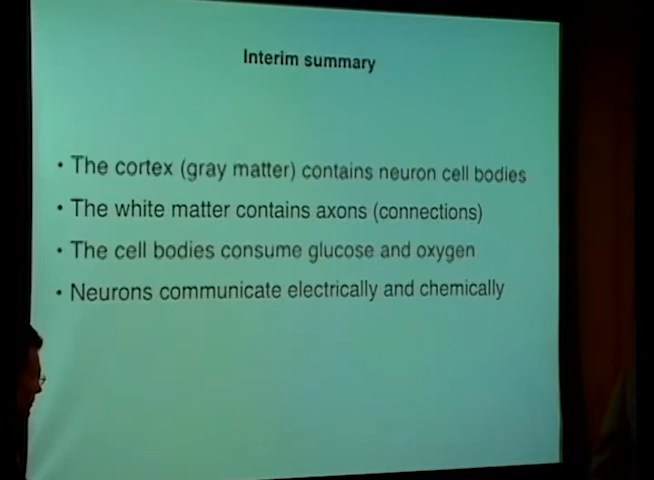 Interim summary
• The cortex (gray matter) contains neuron cell bodies
• The white matter contains axons (connections)
• The cell bodies consume glucose and oxygen
• Neurons communicate electrically and chemically